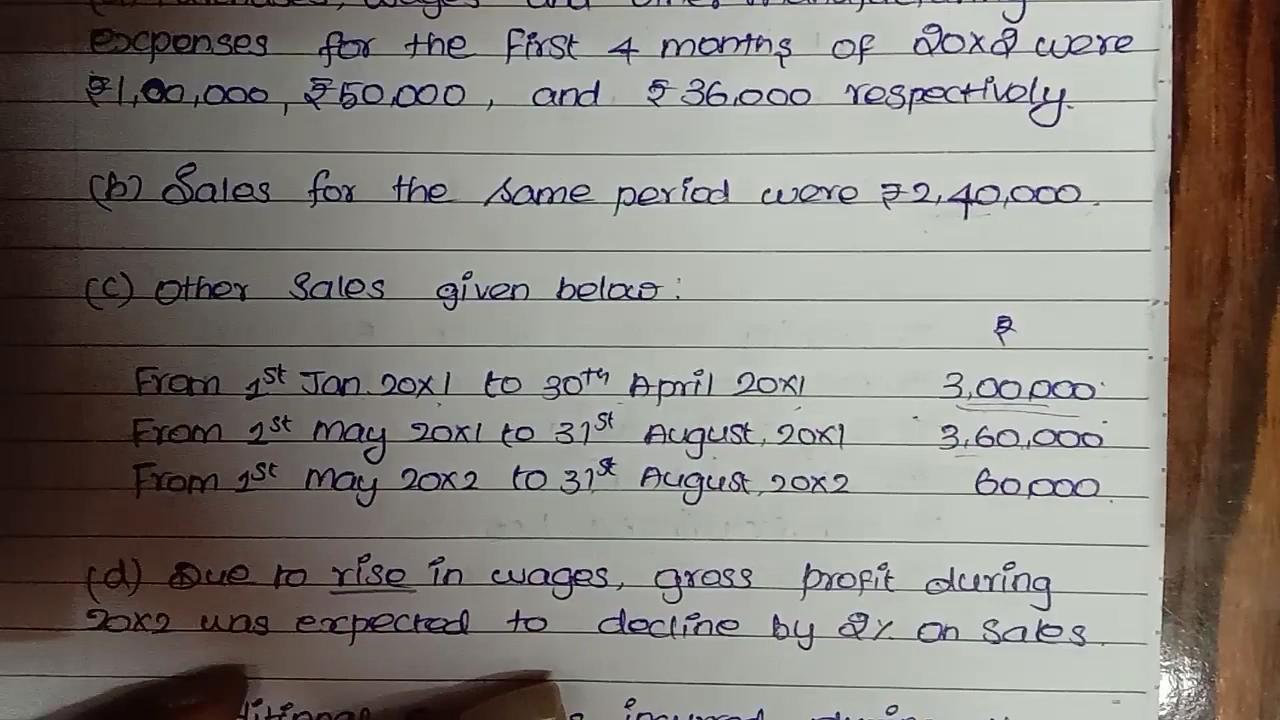 wages and
expenses for the first 4 months of 20x2 were
₹1,00,000, ₹50,000, and ₹36,000 respectively.
(b) Sales for the same period were ₹2,40,000.
(c) Other Sales given below:
₹
From 1st Jan 20x1 to 30th April 20x1 3,00,000
From 1st May 20x1 to 31st August, 20x1 3,60,000
From 1st May 20x2 to 31st August, 20x2 60,000
(d) Due to rise in wages, gross profit during
20x2 was expected to decline by 2% on sales.